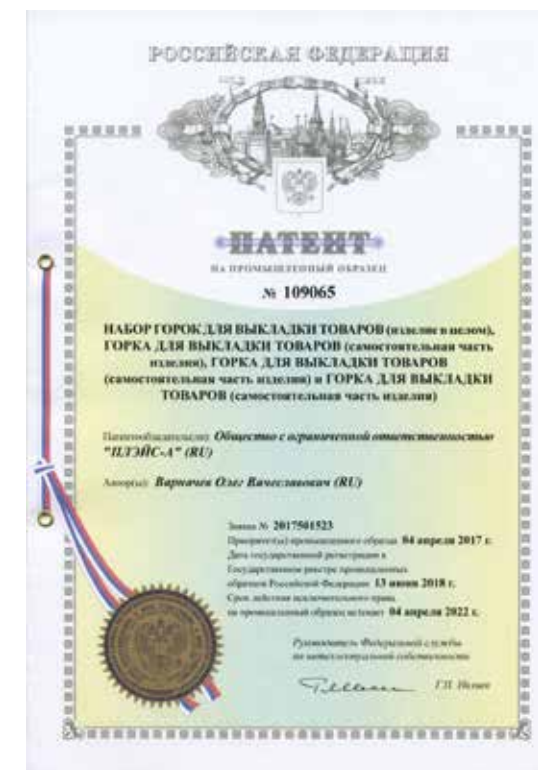 РОССИЙСКАЯ ФЕДЕРАЦИЯ
ПАТЕНТ
НА ПРОМЫШЛЕННЫЙ ОБРАЗЕЦ
№ 109065
НАБОР ГОРОК ДЛЯ ВЫКЛАДКИ ТОВАРОВ (изделие в целом),
ГОРКА ДЛЯ ВЫКЛАДКИ ТОВАРОВ (самостоятельная часть
изделия), ГОРКА ДЛЯ ВЫКЛАДКИ ТОВАРОВ
(самостоятельная часть изделия) и ГОРКА ДЛЯ ВЫКЛАДКИ
ТОВАРОВ (самостоятельная часть изделия)
Патентообладатель(ли): Общество с ограниченной ответственностью
"ПЛЭЙС-А" (RU)
Автор(ы): Варначев Олег Вячеславович (RU)
Заявка № 2017501523
Приоритет(ы) промышленного образца 04 апреля 2017 г.
Дата государственной регистрации в
Государственном реестре промышленных
образцов Российской Федерации 13 июня 2018 г.
Срок действия исключительного права
на промышленный образец истекает 04 апреля 2022 г.
Руководитель Федеральной службы
по интеллектуальной собственности
Г.П. Ивлиев